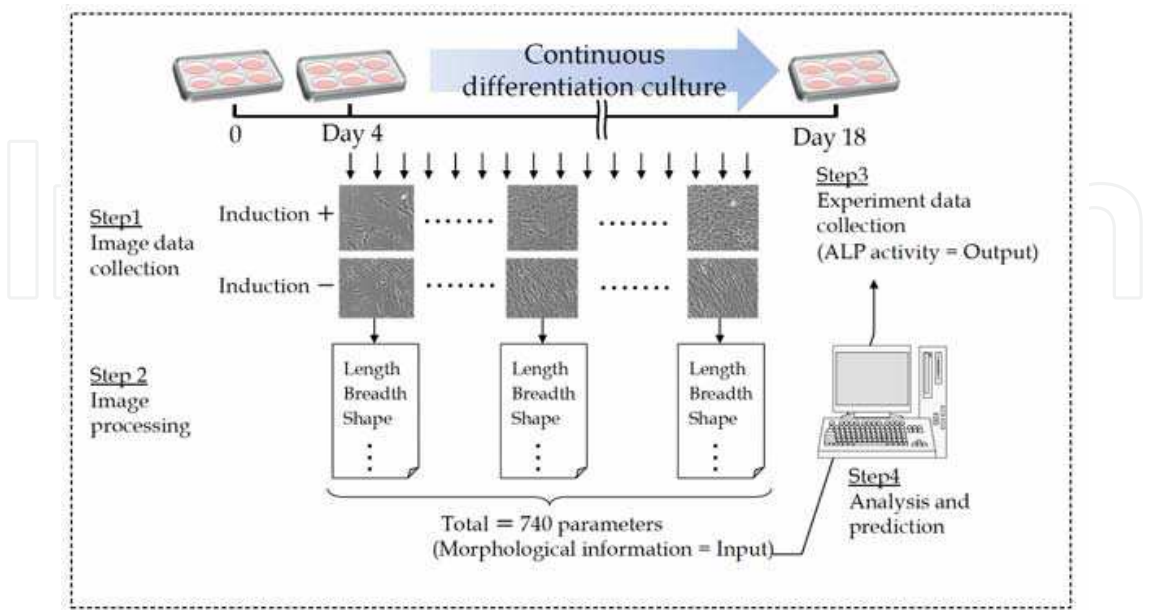 Continuous
differentiation culture
0
Day 4
Day 18
Step1
Image data
collection
Induction +
Induction −
Step3
Experiment data
collection
(ALP activity = Output)
Step 2
Image
processing
Length
Breadth
Shape
Length
Breadth
Shape
Length
Breadth
Shape
Step4
Analysis and
prediction
Total = 740 parameters
(Morphological information = Input)